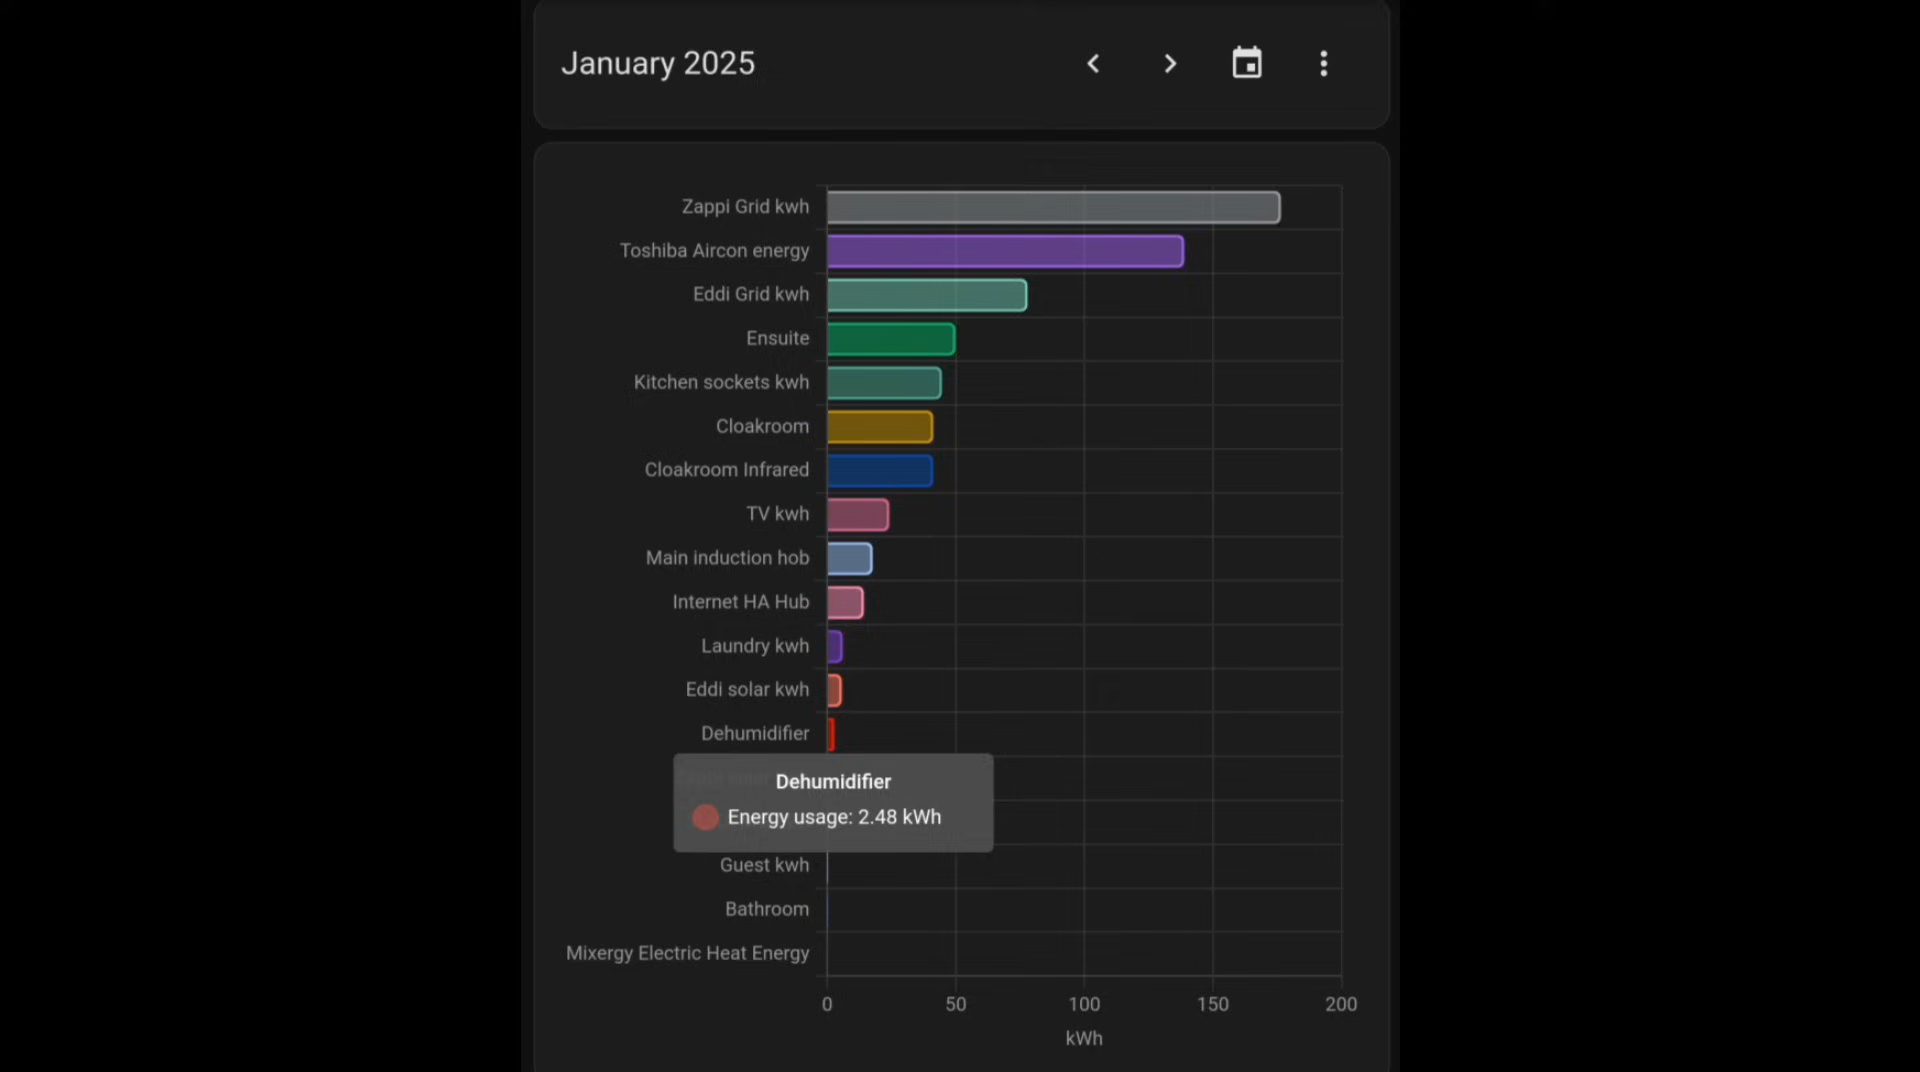 January 2025
Zappi Grid kwh
Toshiba Aircon energy
Eddi Grid kwh
Ensuite
Kitchen sockets kwh
Cloakroom
Cloakroom Infrared
TV kwh
Main induction hob
Internet HA Hub
Laundry kwh
Eddi solar kwh
Dehumidifier
Dehumidifier
Energy usage: 2.48 kWh
Guest kwh
Bathroom
Mixergy Electric Heat Energy
0 50 100 150 200
kWh